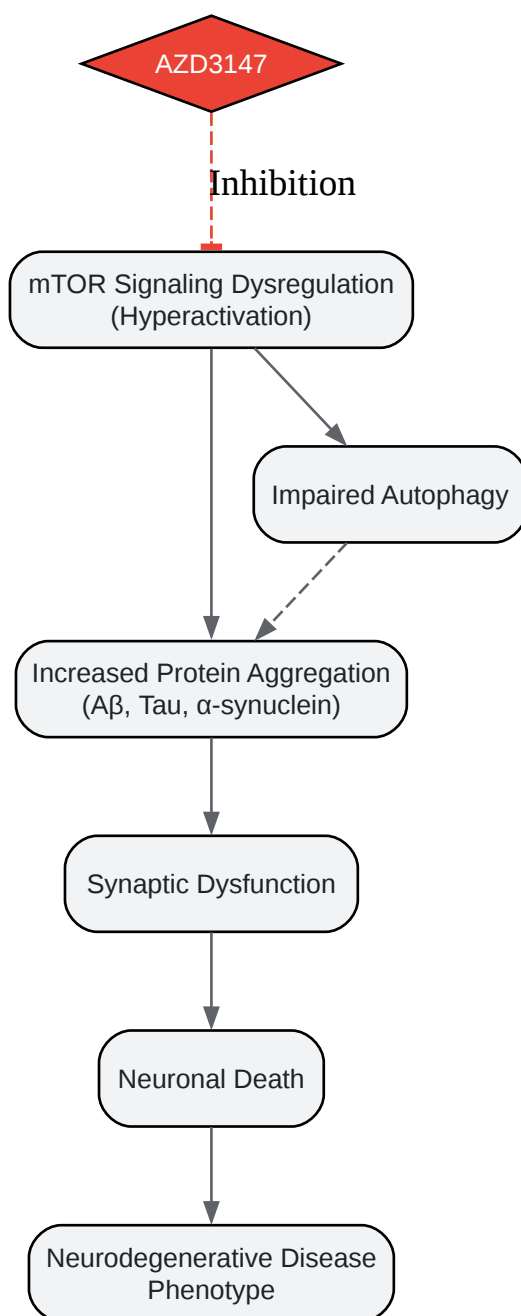 AZD3147
Inhibition
mTOR Signaling Dysregulation
(Hyperactivation)
Impaired Autophagy
Increased Protein Aggregation
(Aβ, Tau, α-synuclein)
Synaptic Dysfunction
Neuronal Death
Neurodegenerative Disease
Phenotype